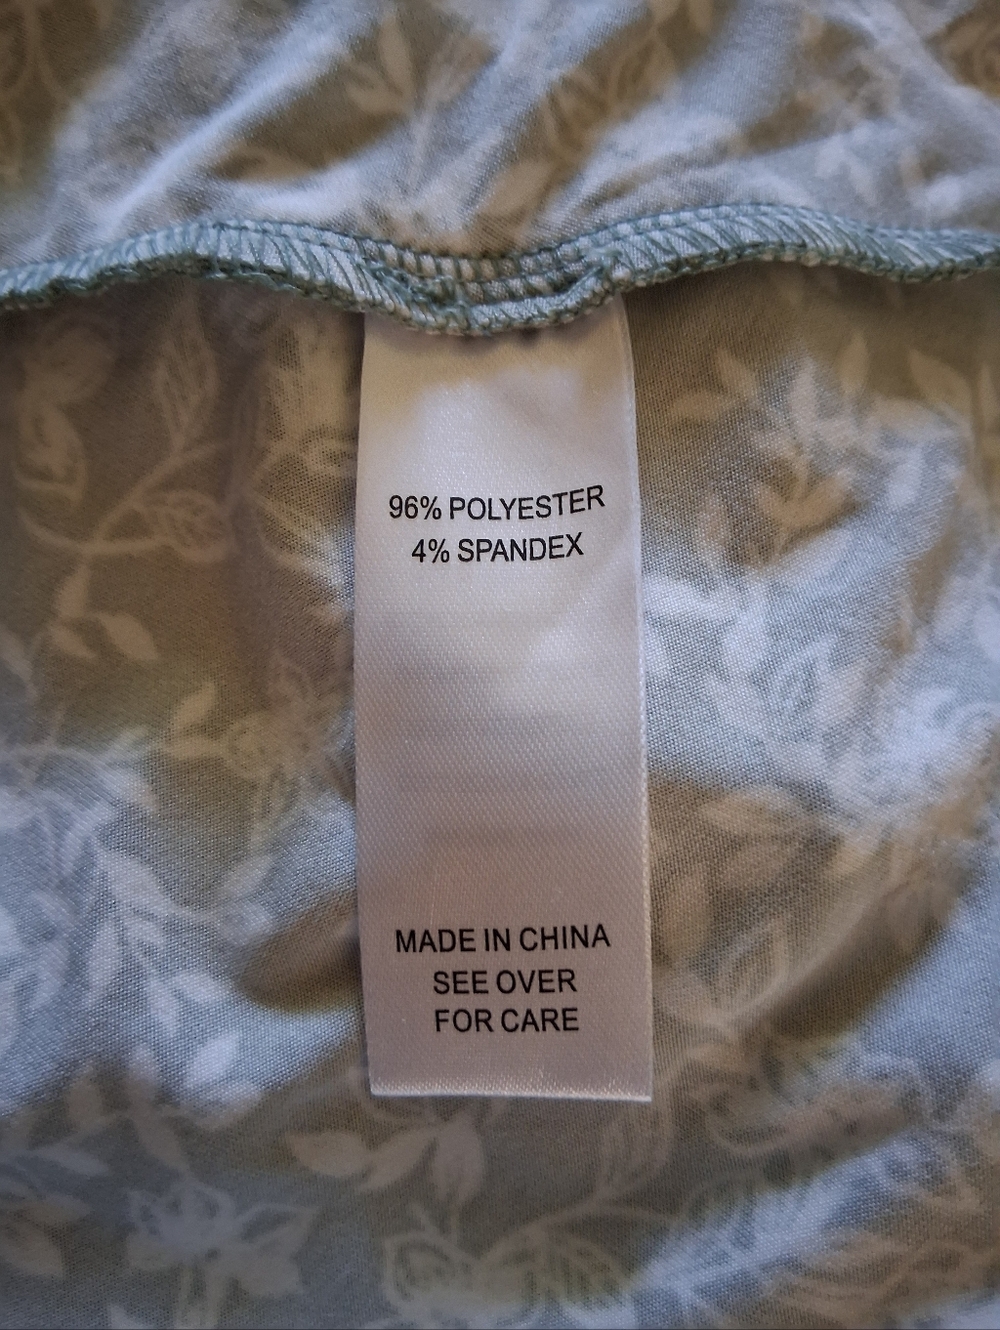 96% POLYESTER
4% SPANDEX
MADE IN CHINA
SEE OVER
FOR CARE